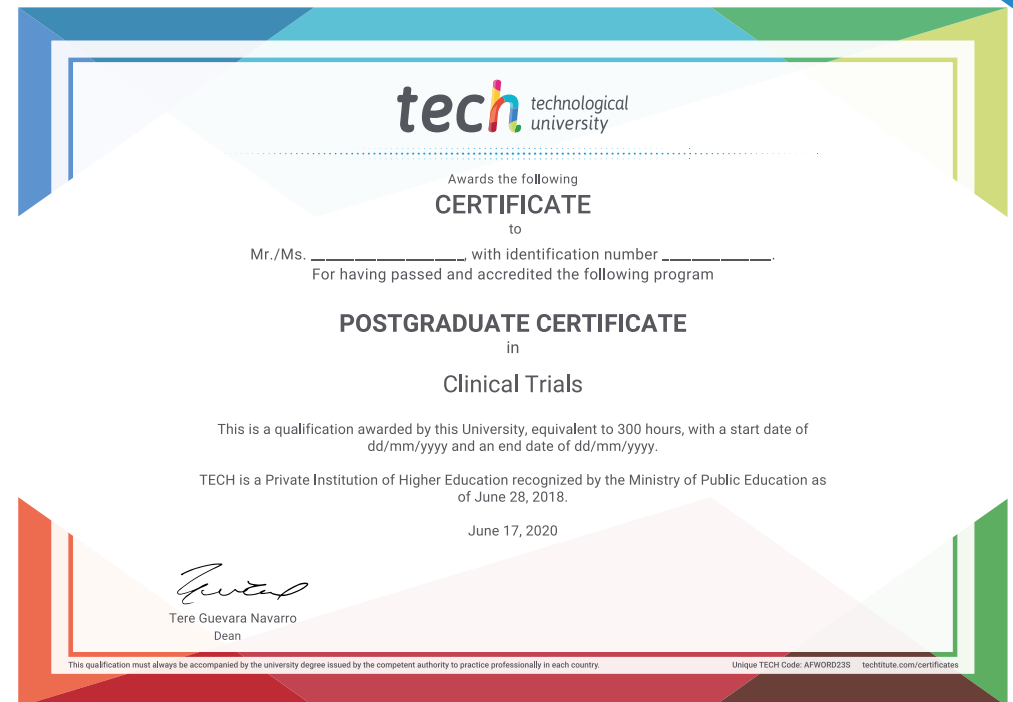 tech technological
university
Awards the following
CERTIFICATE
to
Mr./Ms. ____________________, with identification number ______________.
For having passed and accredited the following program
POSTGRADUATE CERTIFICATE
in
Clinical Trials
This is a qualification awarded by this University, equivalent to 300 hours, with a start date of
dd/mm/yyyy and an end date of dd/mm/yyyy.
TECH is a Private Institution of Higher Education recognized by the Ministry of Public Education as
of June 28, 2018.
June 17, 2020
Tere Guevara Navarro
Dean
This qualification must always be accompanied by the university degree issued by the competent authority to practice professionally in each country.
Unique TECH Code: AFWORD23S techtitute.com/certificates